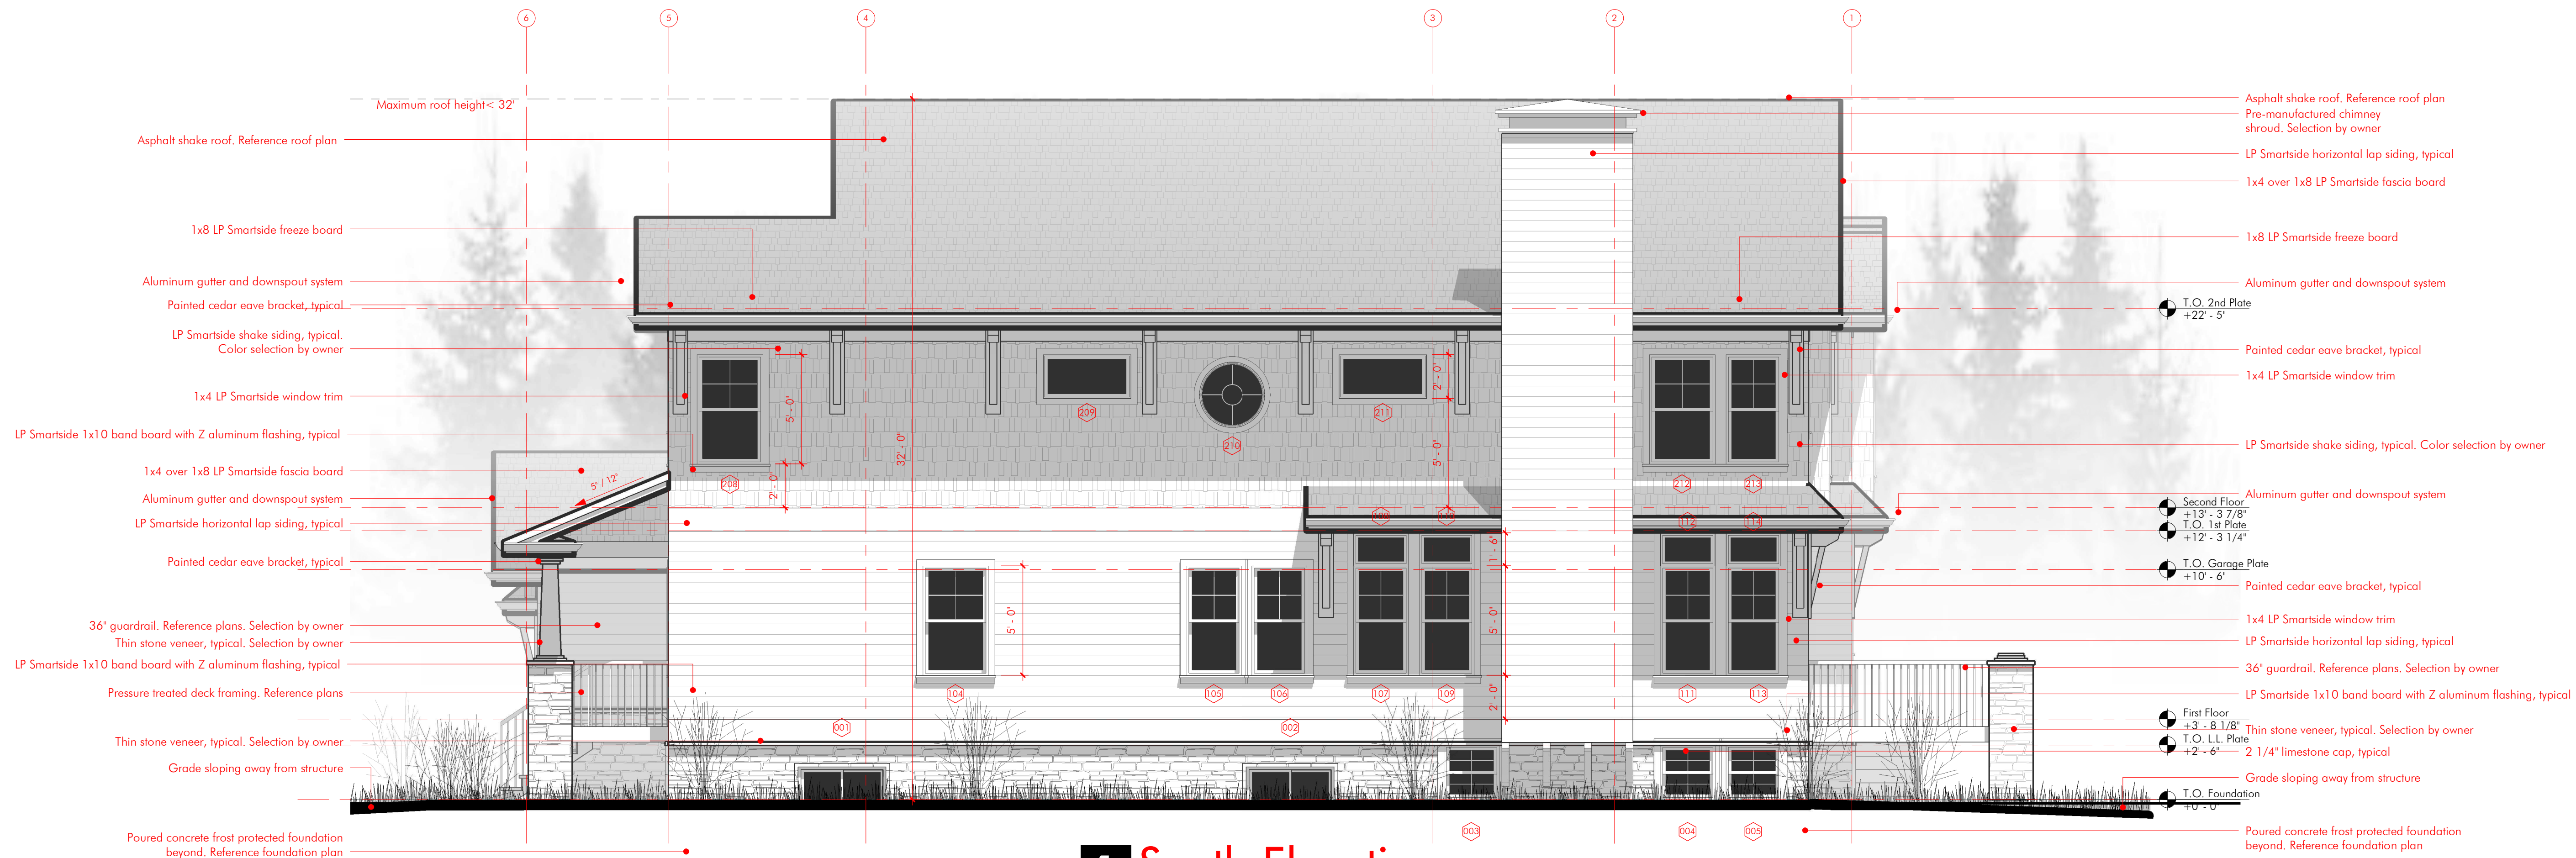 6
5
4
3
2
1
Maximum roof height< 32'
Asphalt shake roof. Reference roof plan
1x8 LP Smartside freeze board
Aluminum gutter and downspout system
Painted cedar eave bracket, typical
LP Smartside shake siding, typical.
Color selection by owner
1x4 LP Smartside window trim
LP Smartside 1x10 band board with Z aluminum flashing, typical
1x4 over 1x8 LP Smartside fascia board
Aluminum gutter and downspout system
LP Smartside horizontal lap siding, typical
Painted cedar eave bracket, typical
36" guardrail. Reference plans. Selection by owner
Thin stone veneer, typical. Selection by owner
LP Smartside 1x10 band board with Z aluminum flashing, typical
Pressure treated deck framing. Reference plans
Thin stone veneer, typical. Selection by owner
Grade sloping away from structure
Poured concrete frost protected foundation
beyond. Reference foundation plan
5" / 12"
32' - 0"
5' - 0"
2' - 0"
2' - 0"
5' - 0"
208
209
210
211
212
213
110
112
114
1' - 6"
5' - 0"
5' - 0"
2' - 0"
104
105
106
107
109
111
113
001
002
003
004
005
Asphalt shake roof. Reference roof plan
Pre-manufactured chimney
shroud. Selection by owner
LP Smartside horizontal lap siding, typical
1x4 over 1x8 LP Smartside fascia board
1x8 LP Smartside freeze board
Aluminum gutter and downspout system
T.O. 2nd Plate
+22' - 5"
Painted cedar eave bracket, typical
1x4 LP Smartside window trim
LP Smartside shake siding, typical. Color selection by owner
Aluminum gutter and downspout system
Second Floor
+13' - 3 7/8"
T.O. 1st Plate
+12' - 3 1/4"
T.O. Garage Plate
+10' - 6"
Painted cedar eave bracket, typical
1x4 LP Smartside window trim
LP Smartside horizontal lap siding, typical
36" guardrail. Reference plans. Selection by owner
LP Smartside 1x10 band board with Z aluminum flashing, typical
First Floor
+3' - 8 1/8"
Thin stone veneer, typical. Selection by owner
T.O. L.L. Plate
+2' - 6"
2 1/4" limestone cap, typical
Grade sloping away from structure
T.O. Foundation
+0' - 0"
Poured concrete frost protected foundation
beyond. Reference foundation plan